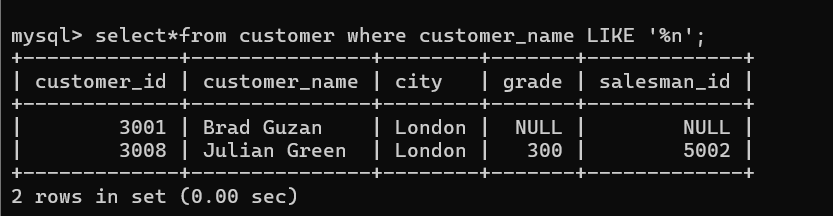 mysql> select*from customer where customer_name LIKE '%n';
+-------------+---------------+--------+-------+-------------+
| customer_id | customer_name | city   | grade | salesman_id |
+-------------+---------------+--------+-------+-------------+
|        3001 | Brad Guzan    | London |  NULL |        NULL |
|        3008 | Julian Green  | London |   300 |        5002 |
+-------------+---------------+--------+-------+-------------+
2 rows in set (0.00 sec)